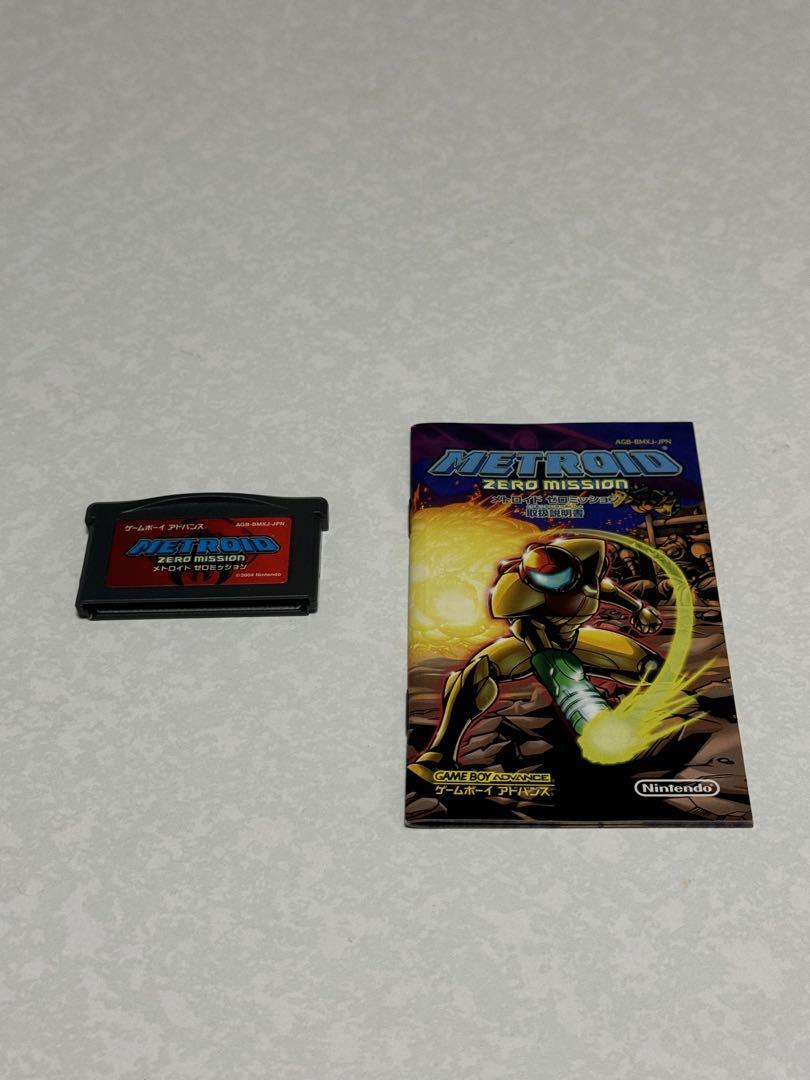 ゲームボーイ アドバンス
AGB-BMXJ-JPN
METROID
ZERO MISSION
メトロイド ゼロミッション
©2004 Nintendo
AGB-BMXJ-JPN
METROID®
ZERO MISSION
メトロイド ゼロミッション
取扱説明書
GAME BOY ADVANCE
ゲームボーイ アドバンス
Nintendo